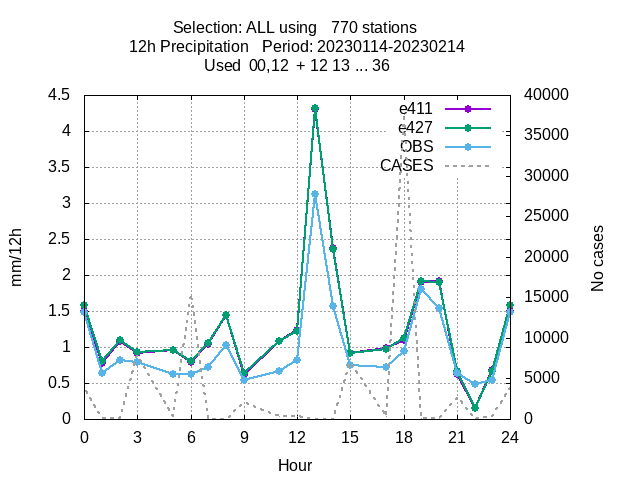 Selection: ALL using   770 stations
12h Precipitation   Period: 20230114-20230214
Used  00,12  + 12 13 ... 36
4.5
4
3.5
3
2.5
2
1.5
1
0.5
0
mm/12h
40000
35000
30000
25000
20000
15000
10000
5000
0
No cases
e411
e427
OBS
CASES
0 3 6 9 12 15 18 21 24
Hour